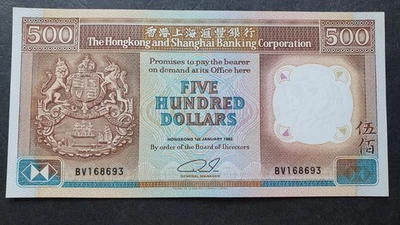 500 香港上海滙豐銀行 500
The Hongkong and Shanghai Banking Corporation
Promises to pay the bearer
on demand at its Office here
FIVE
HUNDRED
DOLLARS
HONGKONG 1ST JANUARY
By order of the Board of Directors
伍佰
BV168693
BV168693
GENERAL MANAGER